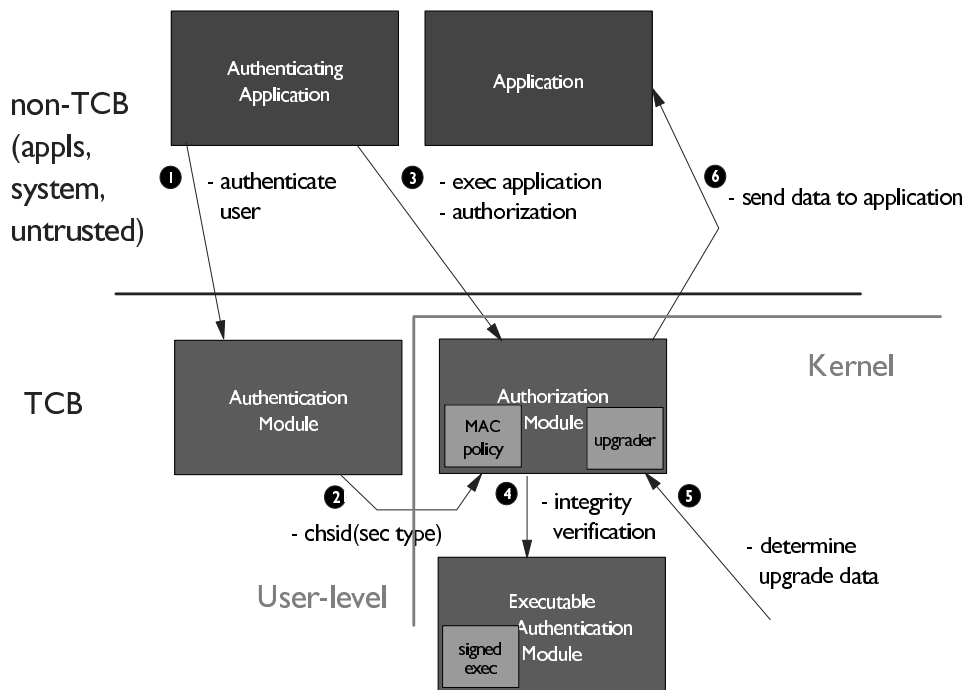 non-TCB
(appls,
system,
untrusted)
Authenticating
Application
Application
1
- authenticate
user
3
- exec application
- authorization
6
- send data to application
TCB
Kernel
Authentication
Module
Authorization
Module
MAC
policy
upgrader
2
- chsid(sec type)
4
- integrity
verification
5
- determine
upgrade data
User-level
Executable
Authentication
Module
signed
exec